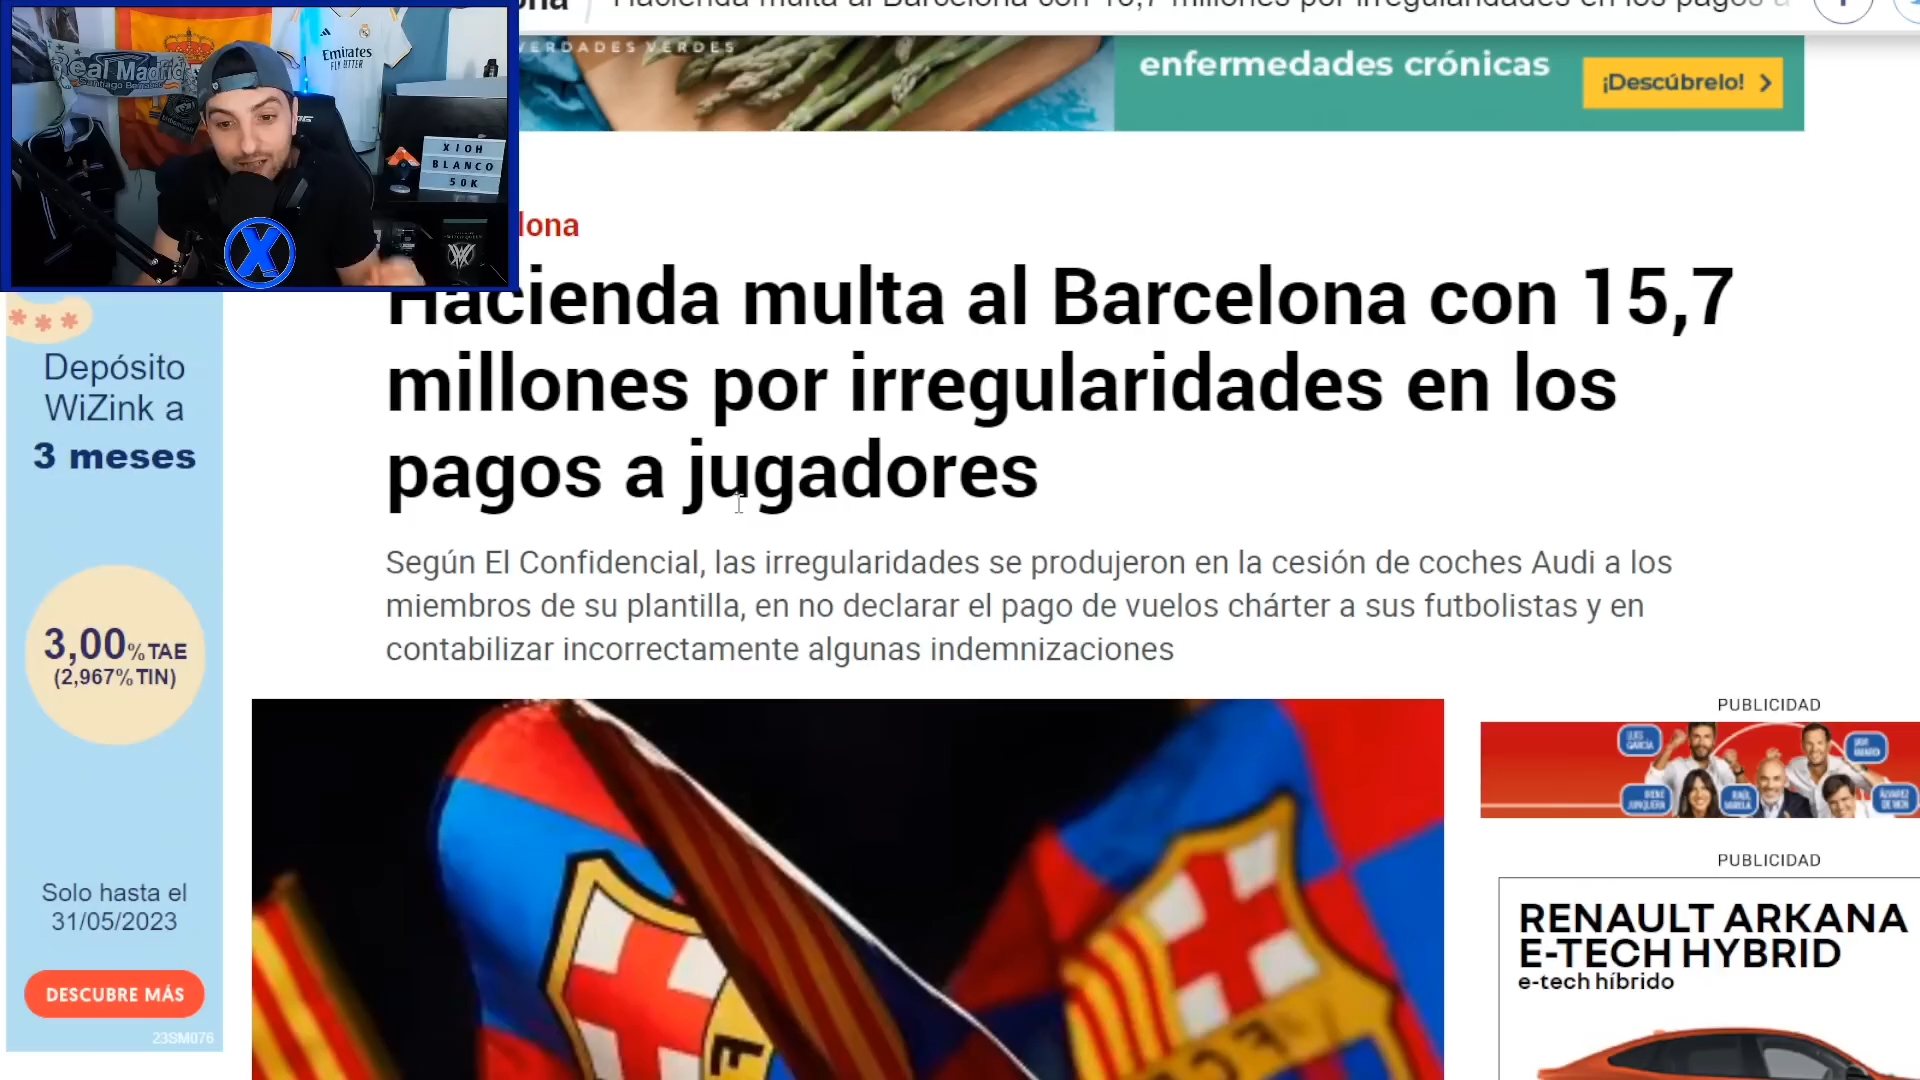 Hacienda multa al Barcelona con 15,7 millones por irregularidades en los pagos a
VERDADES VERDES
enfermedades crónicas
¡Descúbrelo!
Real Madrid
Santiago Bernabéu
Emirates
FLY BETTER
XIOH
BLANCO
50K
X
lona
Hacienda multa al Barcelona con 15,7
millones por irregularidades en los
pagos a jugadores
Según El Confidencial, las irregularidades se produjeron en la cesión de coches Audi a los
miembros de su plantilla, en no declarar el pago de vuelos chárter a sus futbolistas y en
contabilizar incorrectamente algunas indemnizaciones
***
Depósito
WiZink a
3 meses
3,00% TAE
(2,967% TIN)
Solo hasta el
31/05/2023
DESCUBRE MÁS
23SM076
PUBLICIDAD
LUIS
GARCÍA
IRENE
JUNQUERA
RAÚL
VARELA
ÁLVAREZ
DE MON
PUBLICIDAD
RENAULT ARKANA
E-TECH HYBRID
e-tech híbrido